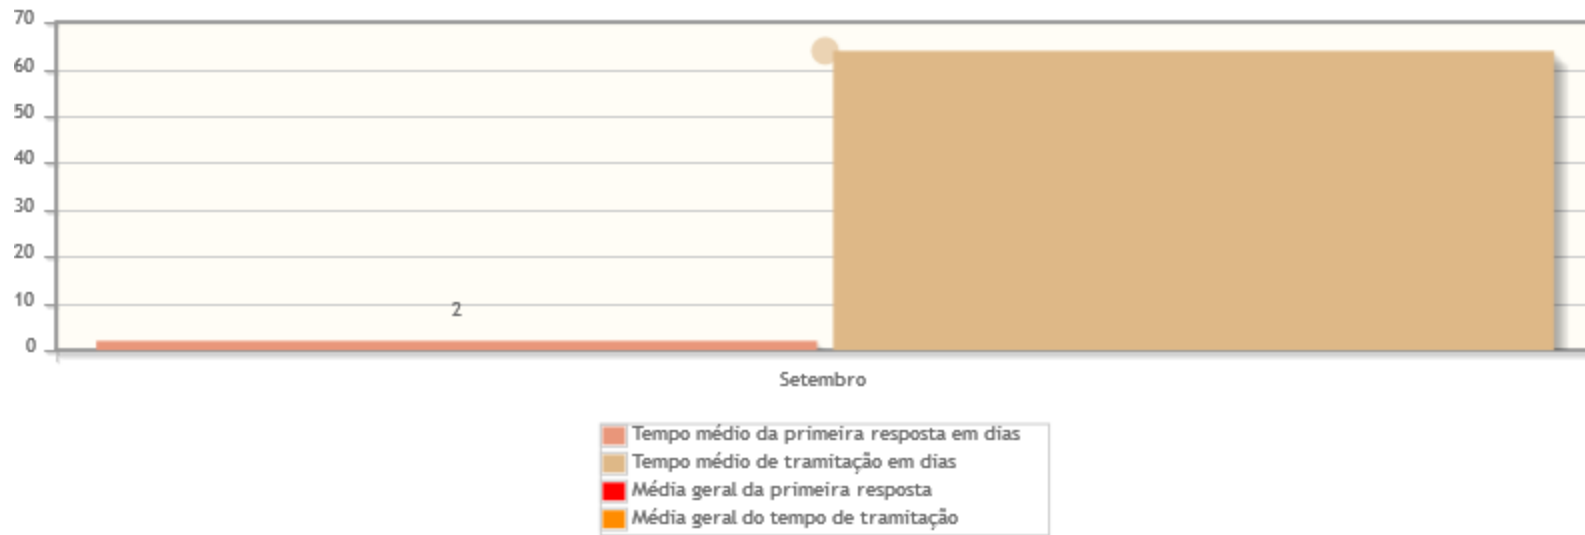 70
60
50
40
30
20
10
0
2
Setembro
Tempo médio da primeira resposta em dias
Tempo médio de tramitação em dias
Média geral da primeira resposta
Média geral do tempo de tramitação